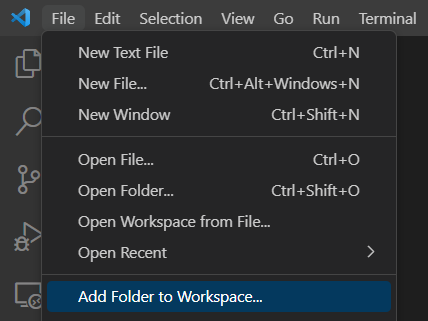 File Edit Selection View Go Run Terminal
New Text File Ctrl+N
New File... Ctrl+Alt+Windows+N
New Window Ctrl+Shift+N
Open File... Ctrl+O
Open Folder... Ctrl+Shift+O
Open Workspace from File...
Open Recent
Add Folder to Workspace...